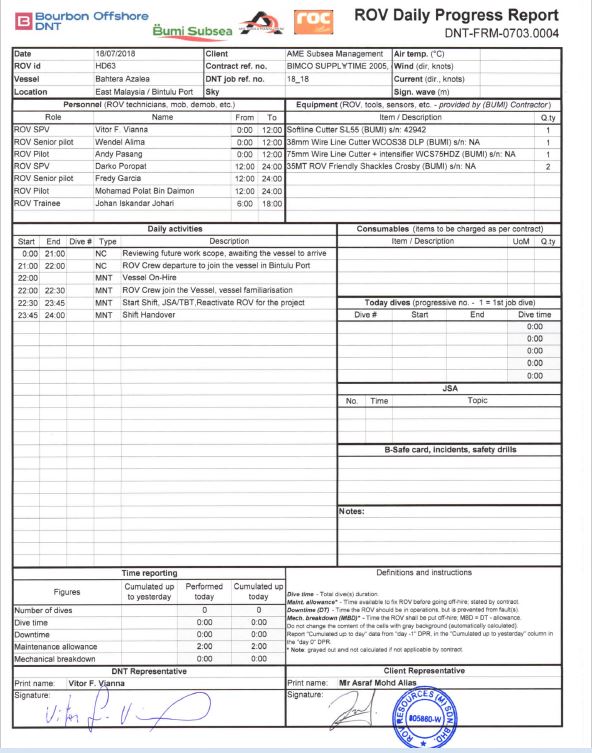 Bourbon Offshore
DNT
Bumi Subsea
roc
ROV Daily Progress Report
DNT-FRM-0703.0004
Date 18/07/2018 Client AME Subsea Management Air temp. (°C)
ROV id HD63 Contract ref. no. BIMCO SUPPLYTIME 2005, Wind (dir, knots)
Vessel Bahtera Azalea DNT job ref. no. 18_18 Current (dir., knots)
Location East Malaysia / Bintulu Port Sky Sign. wave (m)
Personnel (ROV technicians, mob, demob, etc.) Equipment (ROV, tools, sensors, etc. - provided by (BUMI) Contractor)
Role Name From To Item / Description Q.ty
ROV SPV Vitor F. Vianna 0:00 12:00 Softline Cutter SL55 (BUMI) s/n: 42942 1
ROV Senior pilot Wendel Alima 0:00 12:00 38mm Wire Line Cutter WCOS38 DLP (BUMI) s/n: NA 1
ROV Pilot Andy Pasang 0:00 12:00 75mm Wire Line Cutter + intensifier WCS75HDZ (BUMI) s/n: NA 1
ROV SPV Darko Poropat 12:00 24:00 35MT ROV Friendly Shackles Crosby (BUMI) s/n: NA 2
ROV Senior pilot Fredy Garcia 12:00 24:00
ROV Pilot Mohamad Polat Bin Daimon 12:00 24:00
ROV Trainee Johan Iskandar Johari 6:00 18:00
Daily activities Consumables (items to be charged as per contract)
Start End Dive # Type Description Item / Description UoM Q.ty
0:00 21:00 NC Reviewing future work scope, awaiting the vessel to arrive
21:00 22:00 NC ROV Crew departure to join the vessel in Bintulu Port
22:00 MNT Vessel On-Hire
22:00 22:30 MNT ROV Crew join the Vessel, vessel familiarisation
22:30 23:45 MNT Start Shift, JSA/TBT,Reactivate ROV for the project Today dives (progressive no. - 1 = 1st job dive)
23:45 24:00 MNT Shift Handover Dive # Start End Dive time
0:00
0:00
0:00
0:00
0:00
JSA
No. Time Topic
B-Safe card, incidents, safety drills
Notes:
Time reporting Definitions and instructions
Figures Cumulated up to yesterday Performed today Cumulated up today
Dive time - Total dive(s) duration.
Maint. allowance* - Time available to fix ROV before going off-hire; stated by contract.
Number of dives 0 0 Downtime (DT) - Time the ROV should be in operations, but is prevented from fault(s).
Dive time 0:00 0:00 Mech. breakdown (MBD)* - Time the ROV shall be put off-hire; MBD = DT - allowance.
Downtime 0:00 0:00 Do not change the content of the cells with gray background (automatically calculated).
Maintenance allowance 2:00 2:00 Report "Cumulated up to day" data from "day -1" DPR, in the "Cumulated up to yesterday" column in the "day 0" DPR.
Mechanical breakdown 0:00 0:00 * Note: grayed out and not calculated if not applicable by contract
DNT Representative Client Representative
Print name: Vitor F. Vianna Print name: Mr Asraf Mohd Alias
Signature: Signature:
ROV RESOURCES (M) SDN BHD
805860-W